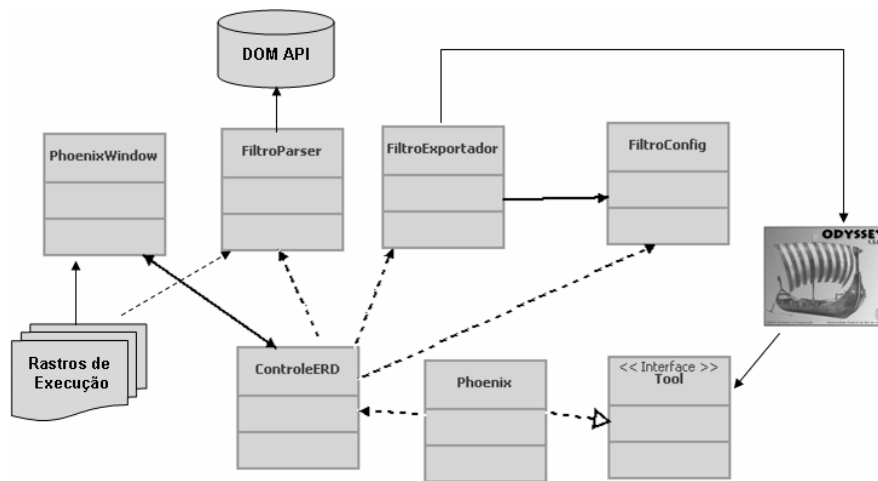 DOM API
PhoenixWindow
FiltroParser
FiltroExportador
FiltroConfig
ODYSSEY
Rastros de
Execução
ControleERD
Phoenix
<< Interface >>
Tool